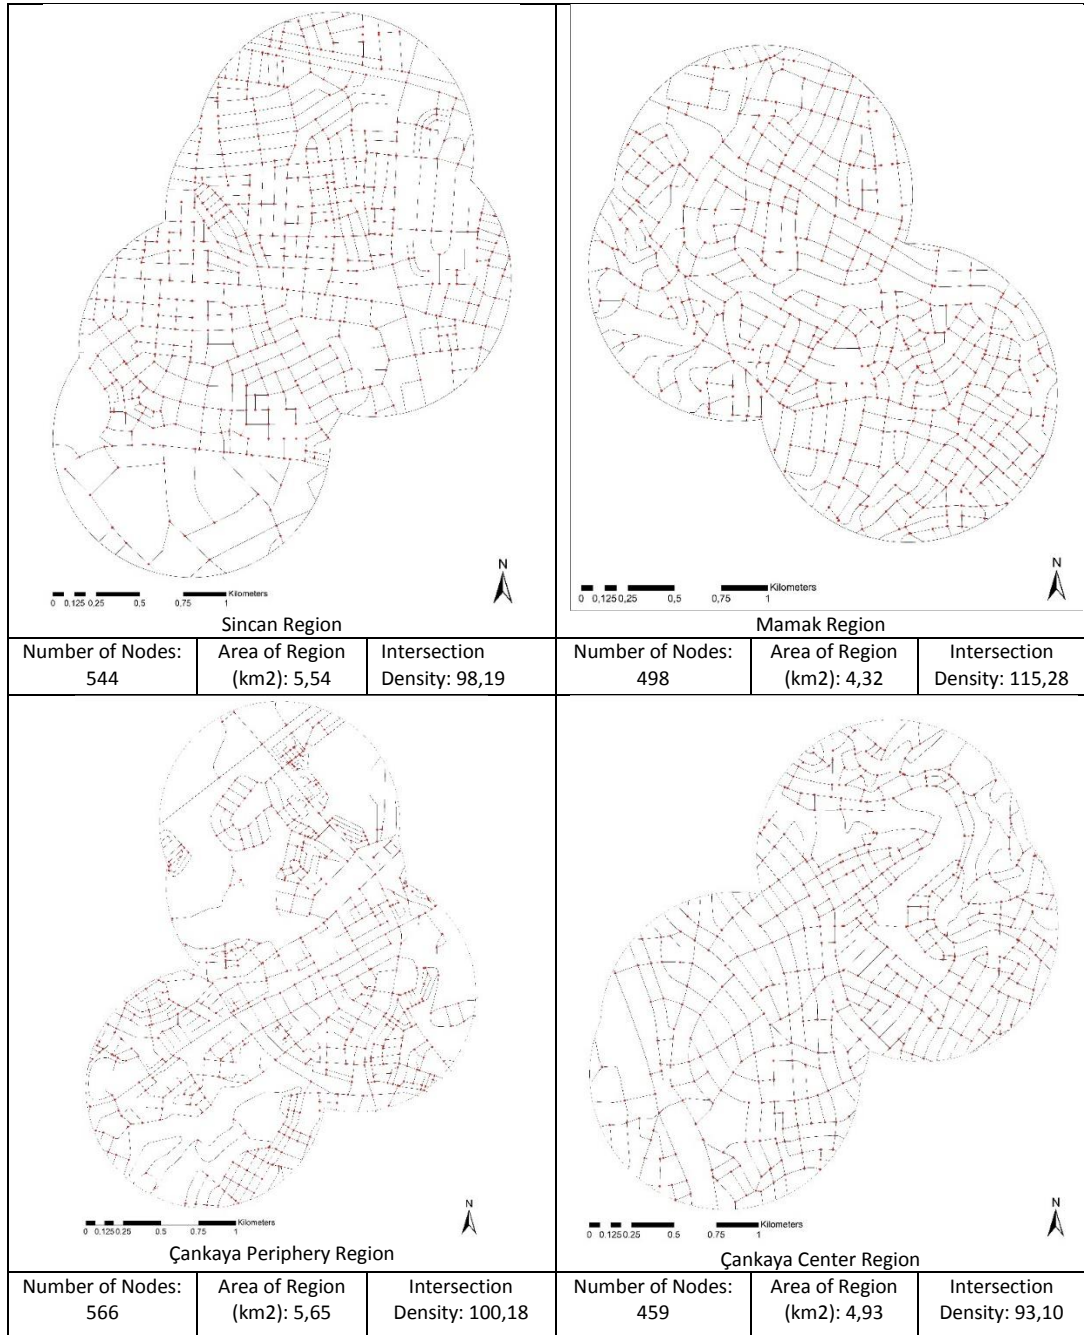 N
Kilometers
0 0,125 0,25 0,5 0,75 1
Sincan Region
Number of Nodes:
544
Area of Region
(km2): 5,54
Intersection
Density: 98,19
N
Kilometers
0 0,125 0,25 0,5 0,75 1
Mamak Region
Number of Nodes:
498
Area of Region
(km2): 4,32
Intersection
Density: 115,28
N
Kilometers
0 0,125 0.25 0,5 0.75 1
Çankaya Periphery Region
Number of Nodes:
566
Area of Region
(km2): 5,65
Intersection
Density: 100,18
N
Kilometers
0 0,125 0,25 0.5 0.75 1
Çankaya Center Region
Number of Nodes:
459
Area of Region
(km2): 4,93
Intersection
Density: 93,10